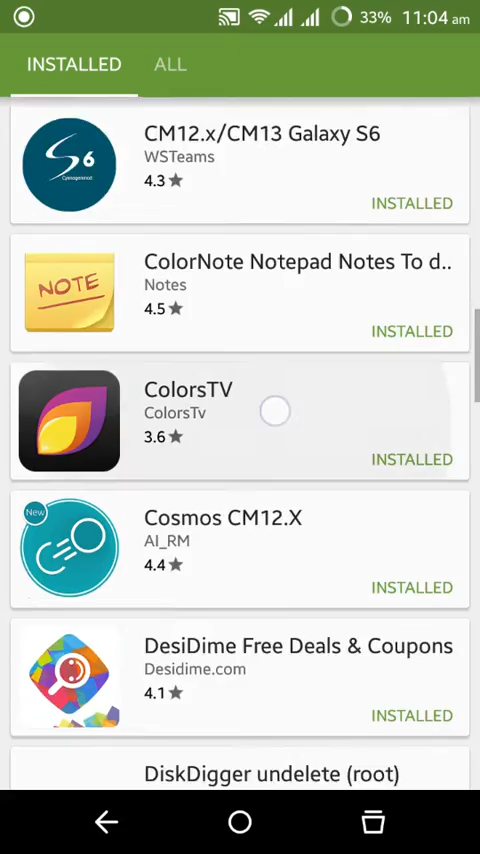 33% 11:04 am
INSTALLED ALL
S6
Cyanogenmod
CM12.x/CM13 Galaxy S6
WSTeams
4.3
INSTALLED
NOTE
ColorNote Notepad Notes To d..
Notes
4.5
INSTALLED
ColorsTV
ColorsTv
3.6
INSTALLED
New
Cosmos CM12.X
AI_RM
4.4
INSTALLED
DesiDime Free Deals & Coupons
Desidime.com
4.1
INSTALLED
DiskDigger undelete (root)